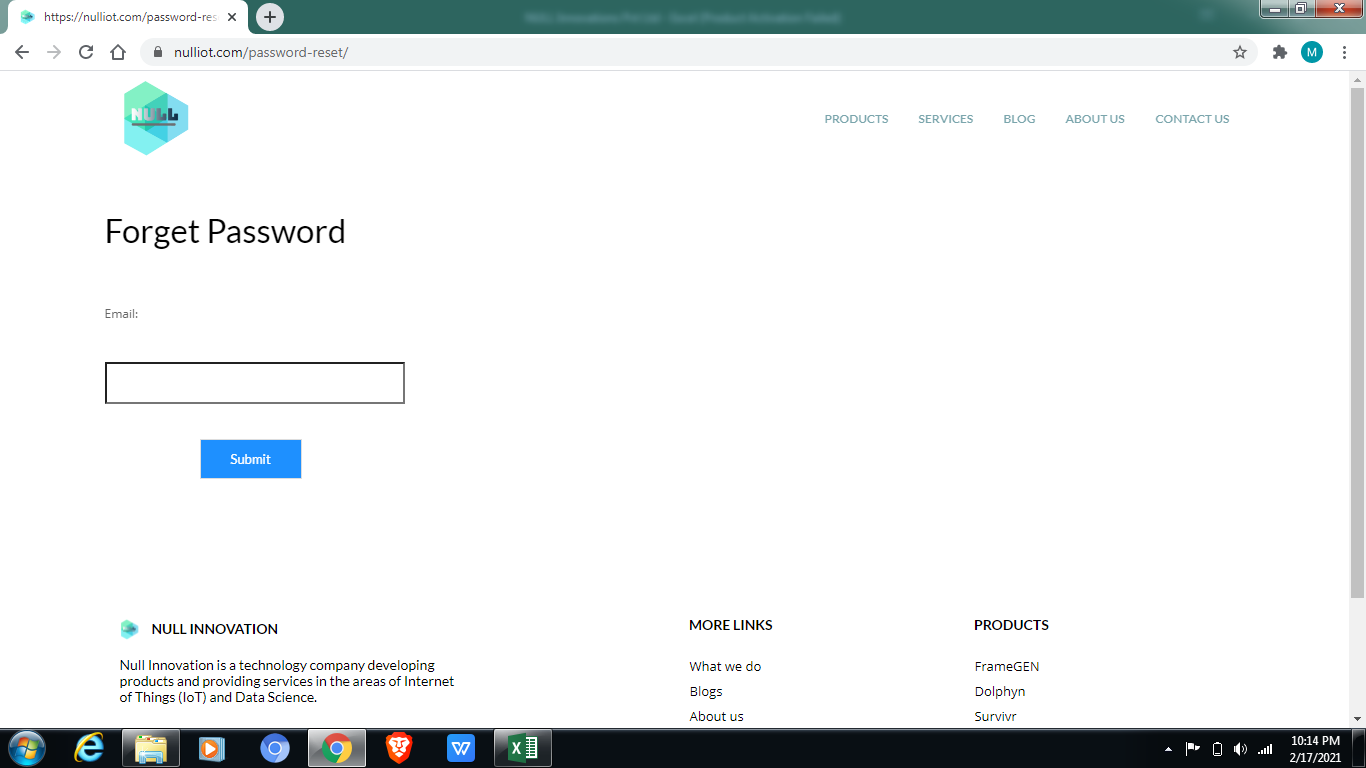 https://nulliot.com/password-res
nulliot.com/password-reset/
M
NULL
PRODUCTS SERVICES BLOG ABOUT US CONTACT US
Forget Password
Email:
Submit
NULL INNOVATION
Null Innovation is a technology company developing
products and providing services in the areas of Internet
of Things (IoT) and Data Science.
MORE LINKS
What we do
Blogs
About us
PRODUCTS
FrameGEN
Dolphyn
Survivr
10:14 PM
2/17/2021